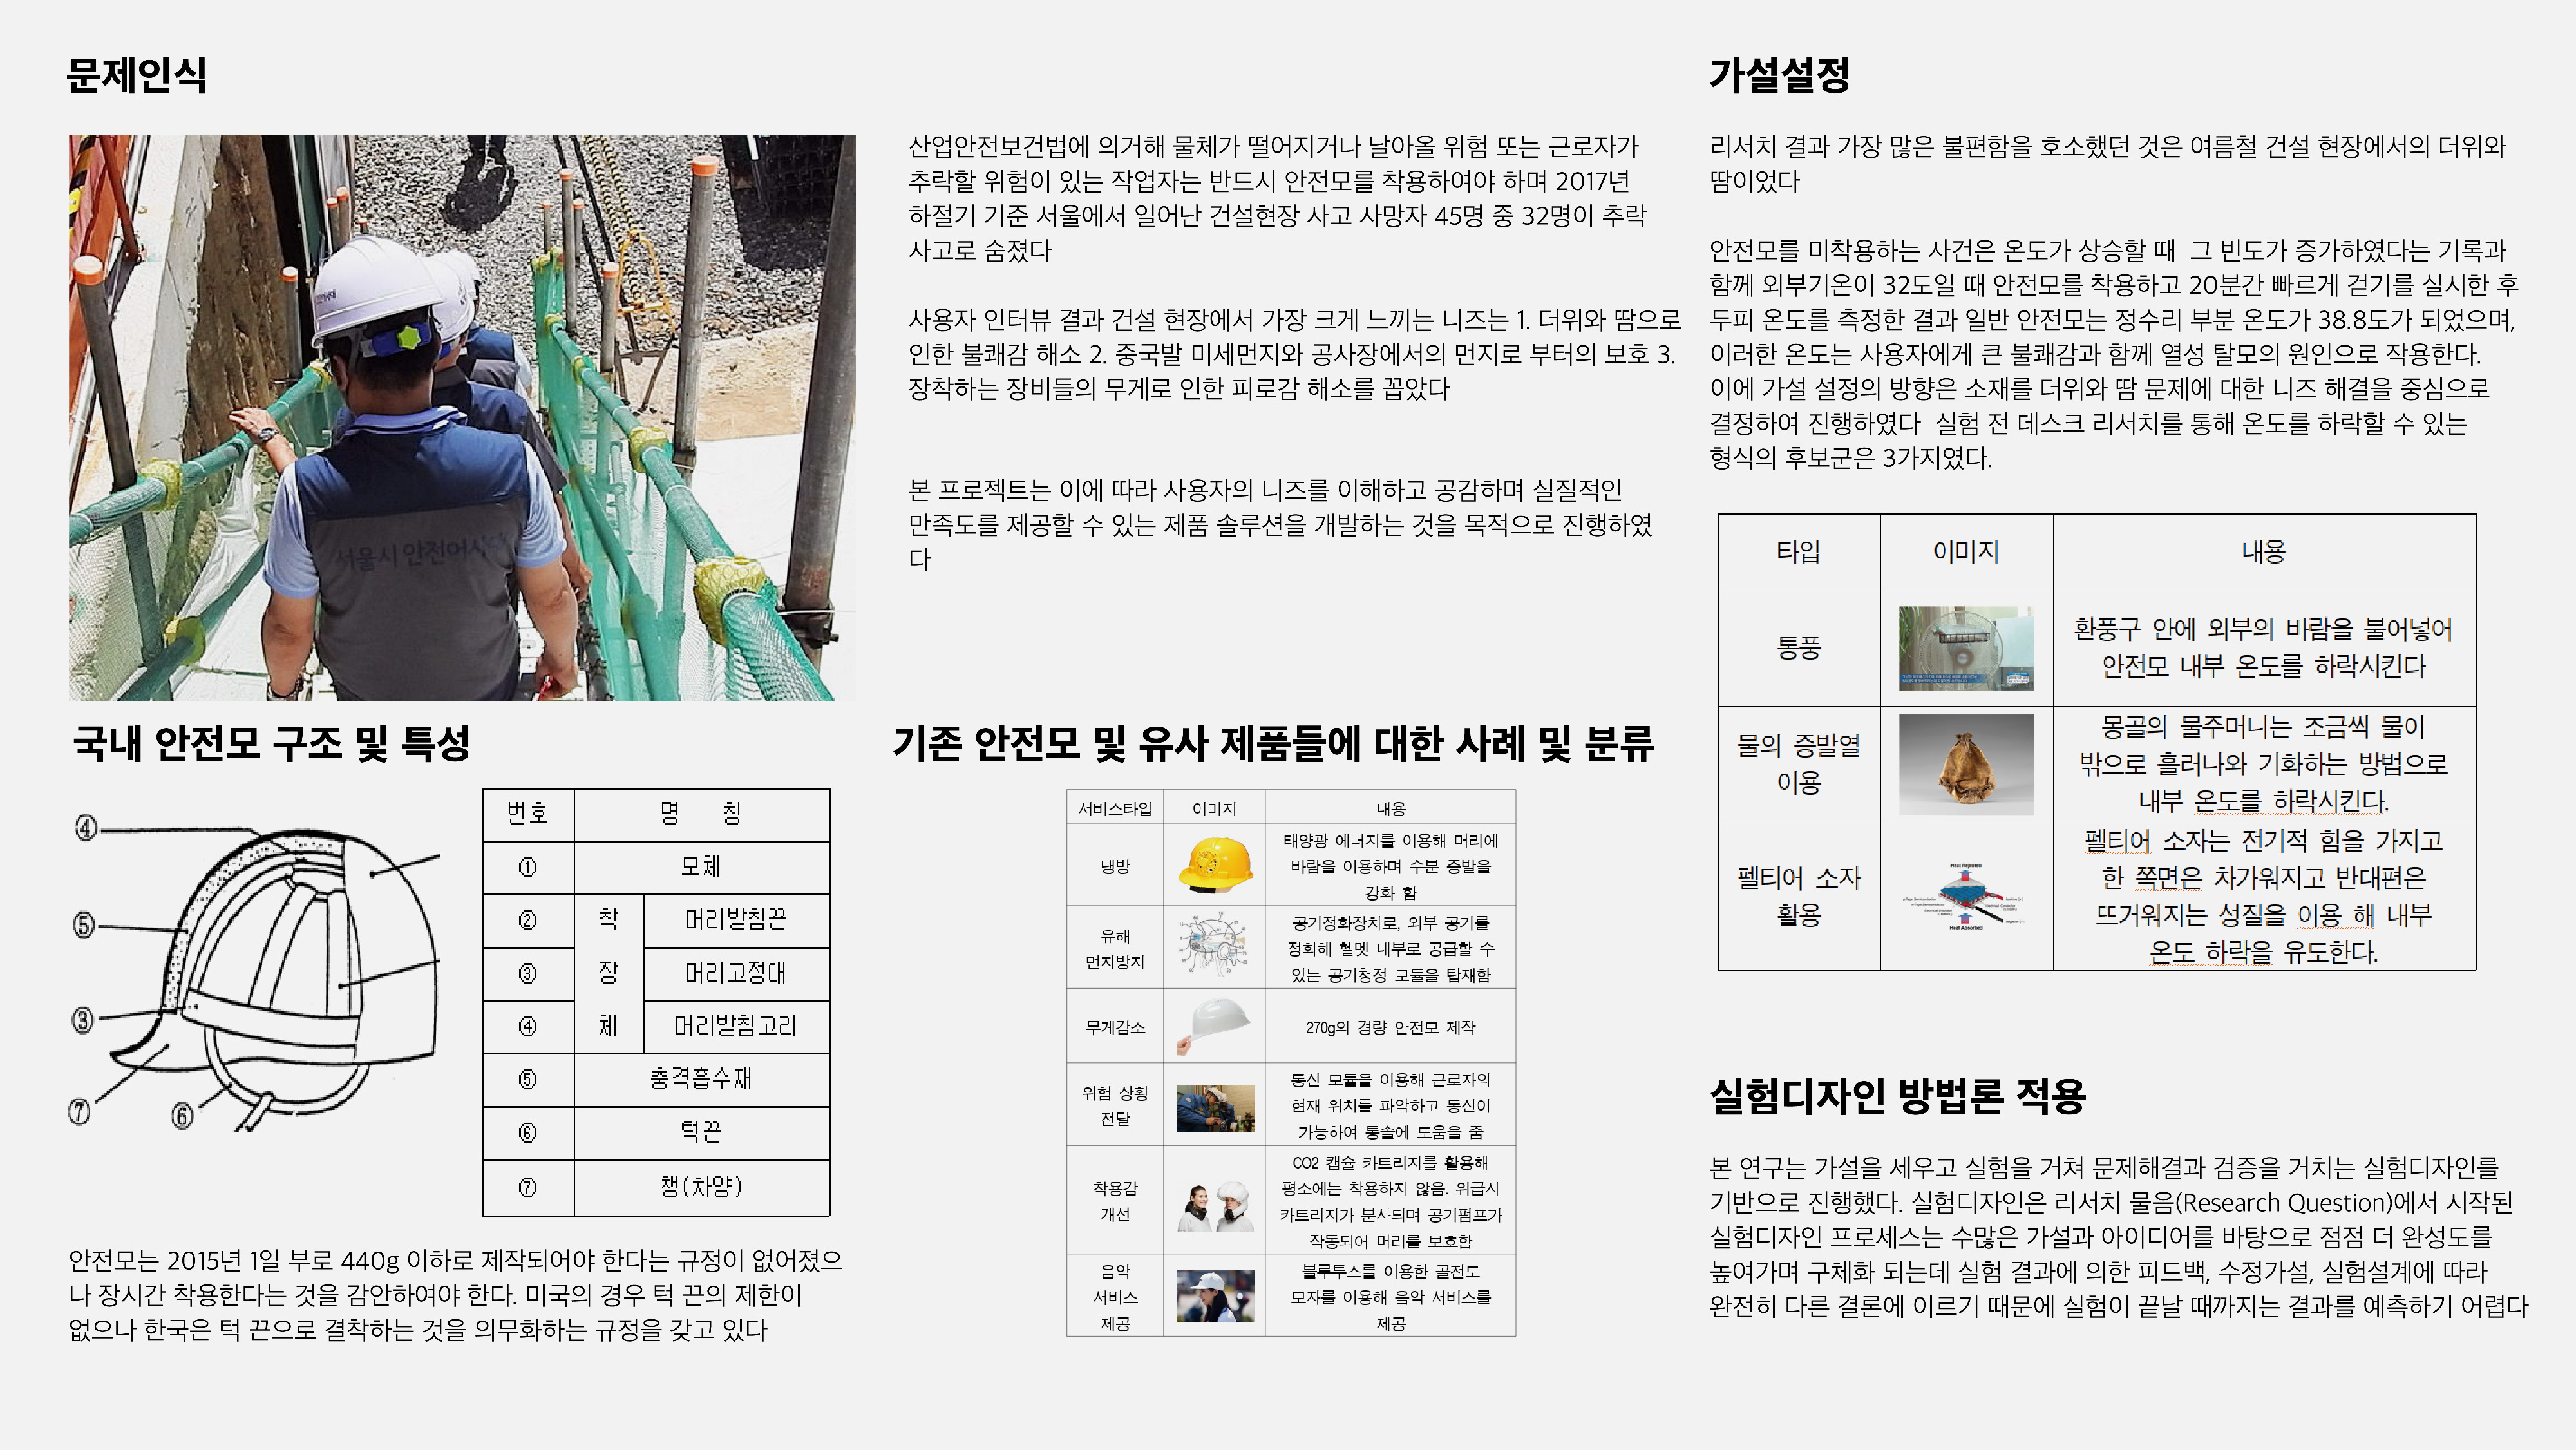 문제인식
서울시 안전어사대
산업안전보건법에 의거해 물체가 떨어지거나 날아올 위험 또는 근로자가
추락할 위험이 있는 작업자는 반드시 안전모를 착용하여야 하며 2017년
하절기 기준 서울에서 일어난 건설현장 사고 사망자 45명 중 32명이 추락
사고로 숨졌다
사용자 인터뷰 결과 건설 현장에서 가장 크게 느끼는 니즈는 1. 더위와 땀으로
인한 불쾌감 해소 2. 중국발 미세먼지와 공사장에서의 먼지로 부터의 보호 3.
장착하는 장비들의 무게로 인한 피로감 해소를 꼽았다
본 프로젝트는 이에 따라 사용자의 니즈를 이해하고 공감하며 실질적인
만족도를 제공할 수 있는 제품 솔루션을 개발하는 것을 목적으로 진행하였
다
국내 안전모 구조 및 특성
④
⑤
③
⑦
⑥
번호 명 칭
① 모체
② 착 머리받침끈
③ 장 머리고정대
④ 체 머리받침고리
⑤ 충격흡수재
⑥ 턱끈
⑦ 챙(차양)
안전모는 2015년 1일 부로 440g 이하로 제작되어야 한다는 규정이 없어졌으
나 장시간 착용한다는 것을 감안하여야 한다. 미국의 경우 턱 끈의 제한이
없으나 한국은 턱 끈으로 결착하는 것을 의무화하는 규정을 갖고 있다
기존 안전모 및 유사 제품들에 대한 사례 및 분류
서비스타입 이미지 내용
냉방
태양광 에너지를 이용해 머리에
바람을 이용하며 수분 증발을
강화 함
유해
먼지방지
공기정화장치로, 외부 공기를
정화해 헬멧 내부로 공급할 수
있는 공기청정 모듈을 탑재함
무게감소
270g의 경량 안전모 제작
위험 상황
전달
통신 모듈을 이용해 근로자의
현재 위치를 파악하고 통신이
가능하여 통솔에 도움을 줌
착용감
개선
CO2 캡슐 카트리지를 활용해
평소에는 착용하지 않음. 위급시
카트리지가 분사되며 공기펌프가
작동되어 머리를 보호함
음악
서비스
제공
블루투스를 이용한 골전도
모자를 이용해 음악 서비스를
제공
가설설정
리서치 결과 가장 많은 불편함을 호소했던 것은 여름철 건설 현장에서의 더위와
땀이었다
안전모를 미착용하는 사건은 온도가 상승할 때 그 빈도가 증가하였다는 기록과
함께 외부기온이 32도일 때 안전모를 착용하고 20분간 빠르게 걷기를 실시한 후
두피 온도를 측정한 결과 일반 안전모는 정수리 부분 온도가 38.8도가 되었으며,
이러한 온도는 사용자에게 큰 불쾌감과 함께 열성 탈모의 원인으로 작용한다.
이에 가설 설정의 방향은 소재를 더위와 땀 문제에 대한 니즈 해결을 중심으로
결정하여 진행하였다 실험 전 데스크 리서치를 통해 온도를 하락할 수 있는
형식의 후보군은 3가지였다.
타입 이미지 내용
통풍
환풍구 안에 외부의 바람을 불어넣어
안전모 내부 온도를 하락시킨다
물의 증발열
이용
몽골의 물주머니는 조금씩 물이
밖으로 흘러나와 기화하는 방법으로
내부 온도를 하락시킨다.
펠티어 소자
활용
Heat Rejected
Heat Absorbed
펠티어 소자는 전기적 힘을 가지고
한 쪽면은 차가워지고 반대편은
뜨거워지는 성질을 이용 해 내부
온도 하락을 유도한다.
실험디자인 방법론 적용
본 연구는 가설을 세우고 실험을 거쳐 문제해결과 검증을 거치는 실험디자인를
기반으로 진행했다. 실험디자인은 리서치 물음(Research Question)에서 시작된
실험디자인 프로세스는 수많은 가설과 아이디어를 바탕으로 점점 더 완성도를
높여가며 구체화 되는데 실험 결과에 의한 피드백, 수정가설, 실험설계에 따라
완전히 다른 결론에 이르기 때문에 실험이 끝날 때까지는 결과를 예측하기 어렵다